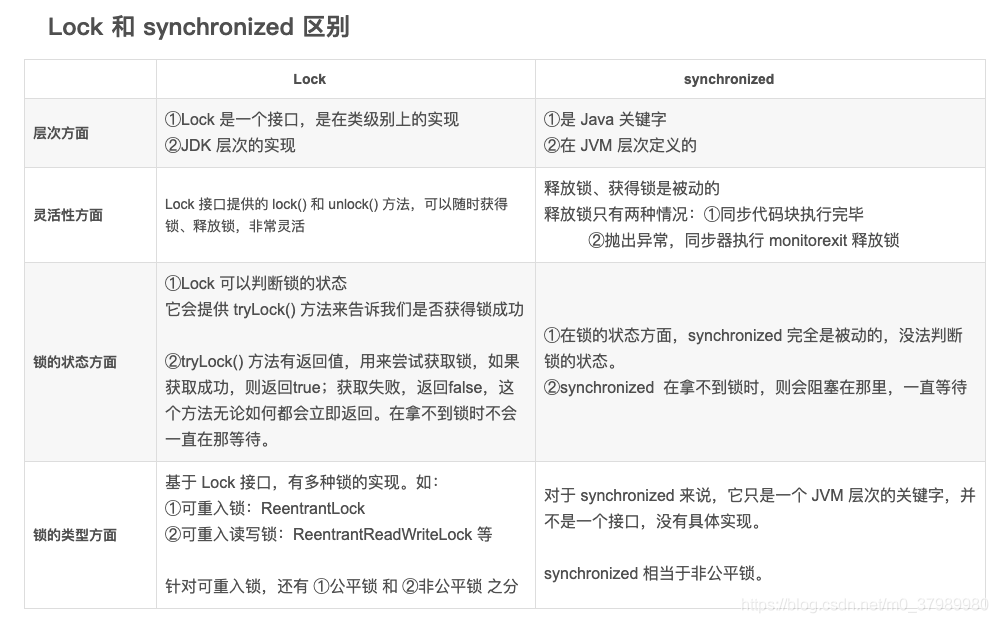 Lock 和 synchronized 区别
Lock
synchronized
层次方面
①Lock 是一个接口，是在类级别上的实现
②JDK 层次的实现
①是 Java 关键字
②在 JVM 层次定义的
灵活性方面
Lock 接口提供的 lock() 和 unlock() 方法，可以随时获得
锁、释放锁，非常灵活
释放锁、获得锁是被动的
释放锁只有两种情况：①同步代码块执行完毕
②抛出异常，同步器执行 monitorexit 释放锁
锁的状态方面
①Lock 可以判断锁的状态
它会提供 tryLock() 方法来告诉我们是否获得锁成功
②tryLock() 方法有返回值，用来尝试获取锁，如果
获取成功，则返回true；获取失败，返回false，这
个方法无论如何都会立即返回。在拿不到锁时不会
一直在那等待。
①在锁的状态方面，synchronized 完全是被动的，没法判断
锁的状态。
②synchronized 在拿不到锁时，则会阻塞在那里，一直等待
锁的类型方面
基于 Lock 接口，有多种锁的实现。如：
①可重入锁：ReentrantLock
②可重入读写锁：ReentrantReadWriteLock 等
针对可重入锁，还有 ①公平锁 和 ②非公平锁 之分
对于 synchronized 来说，它只是一个 JVM 层次的关键字，并
不是一个接口，没有具体实现。
synchronized 相当于非公平锁。
https://blog.csdn.net/m0_37989980